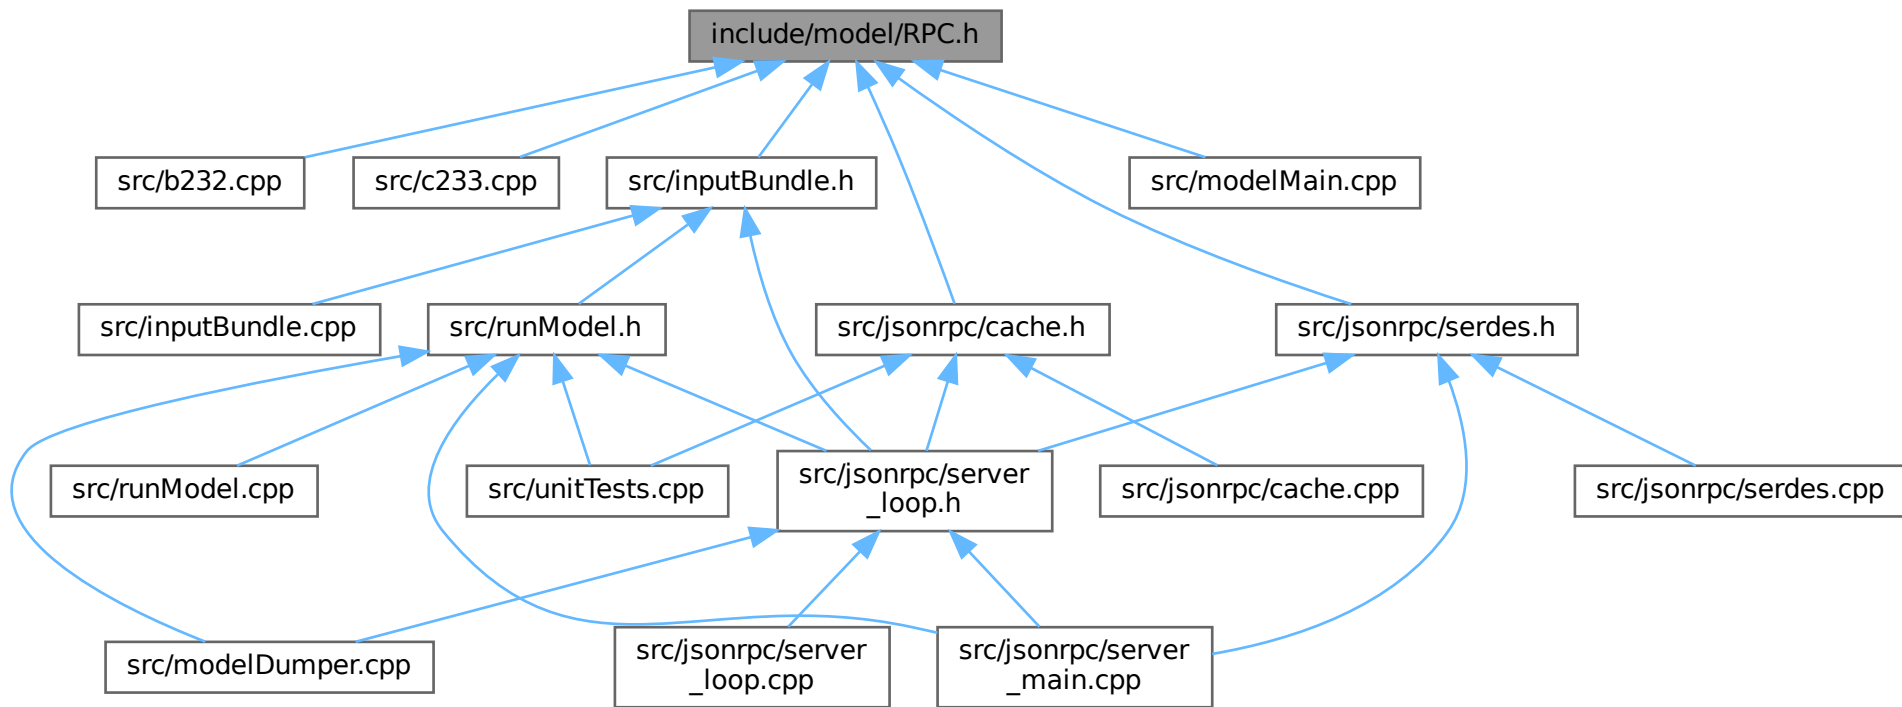 include/model/RPC.h
src/b232.cpp
src/c233.cpp
src/inputBundle.h
src/modelMain.cpp
src/inputBundle.cpp
src/runModel.h
src/jsonrpc/cache.h
src/jsonrpc/serdes.h
src/runModel.cpp
src/unitTests.cpp
src/jsonrpc/server
_loop.h
src/jsonrpc/cache.cpp
src/jsonrpc/serdes.cpp
src/modelDumper.cpp
src/jsonrpc/server
_loop.cpp
src/jsonrpc/server
_main.cpp